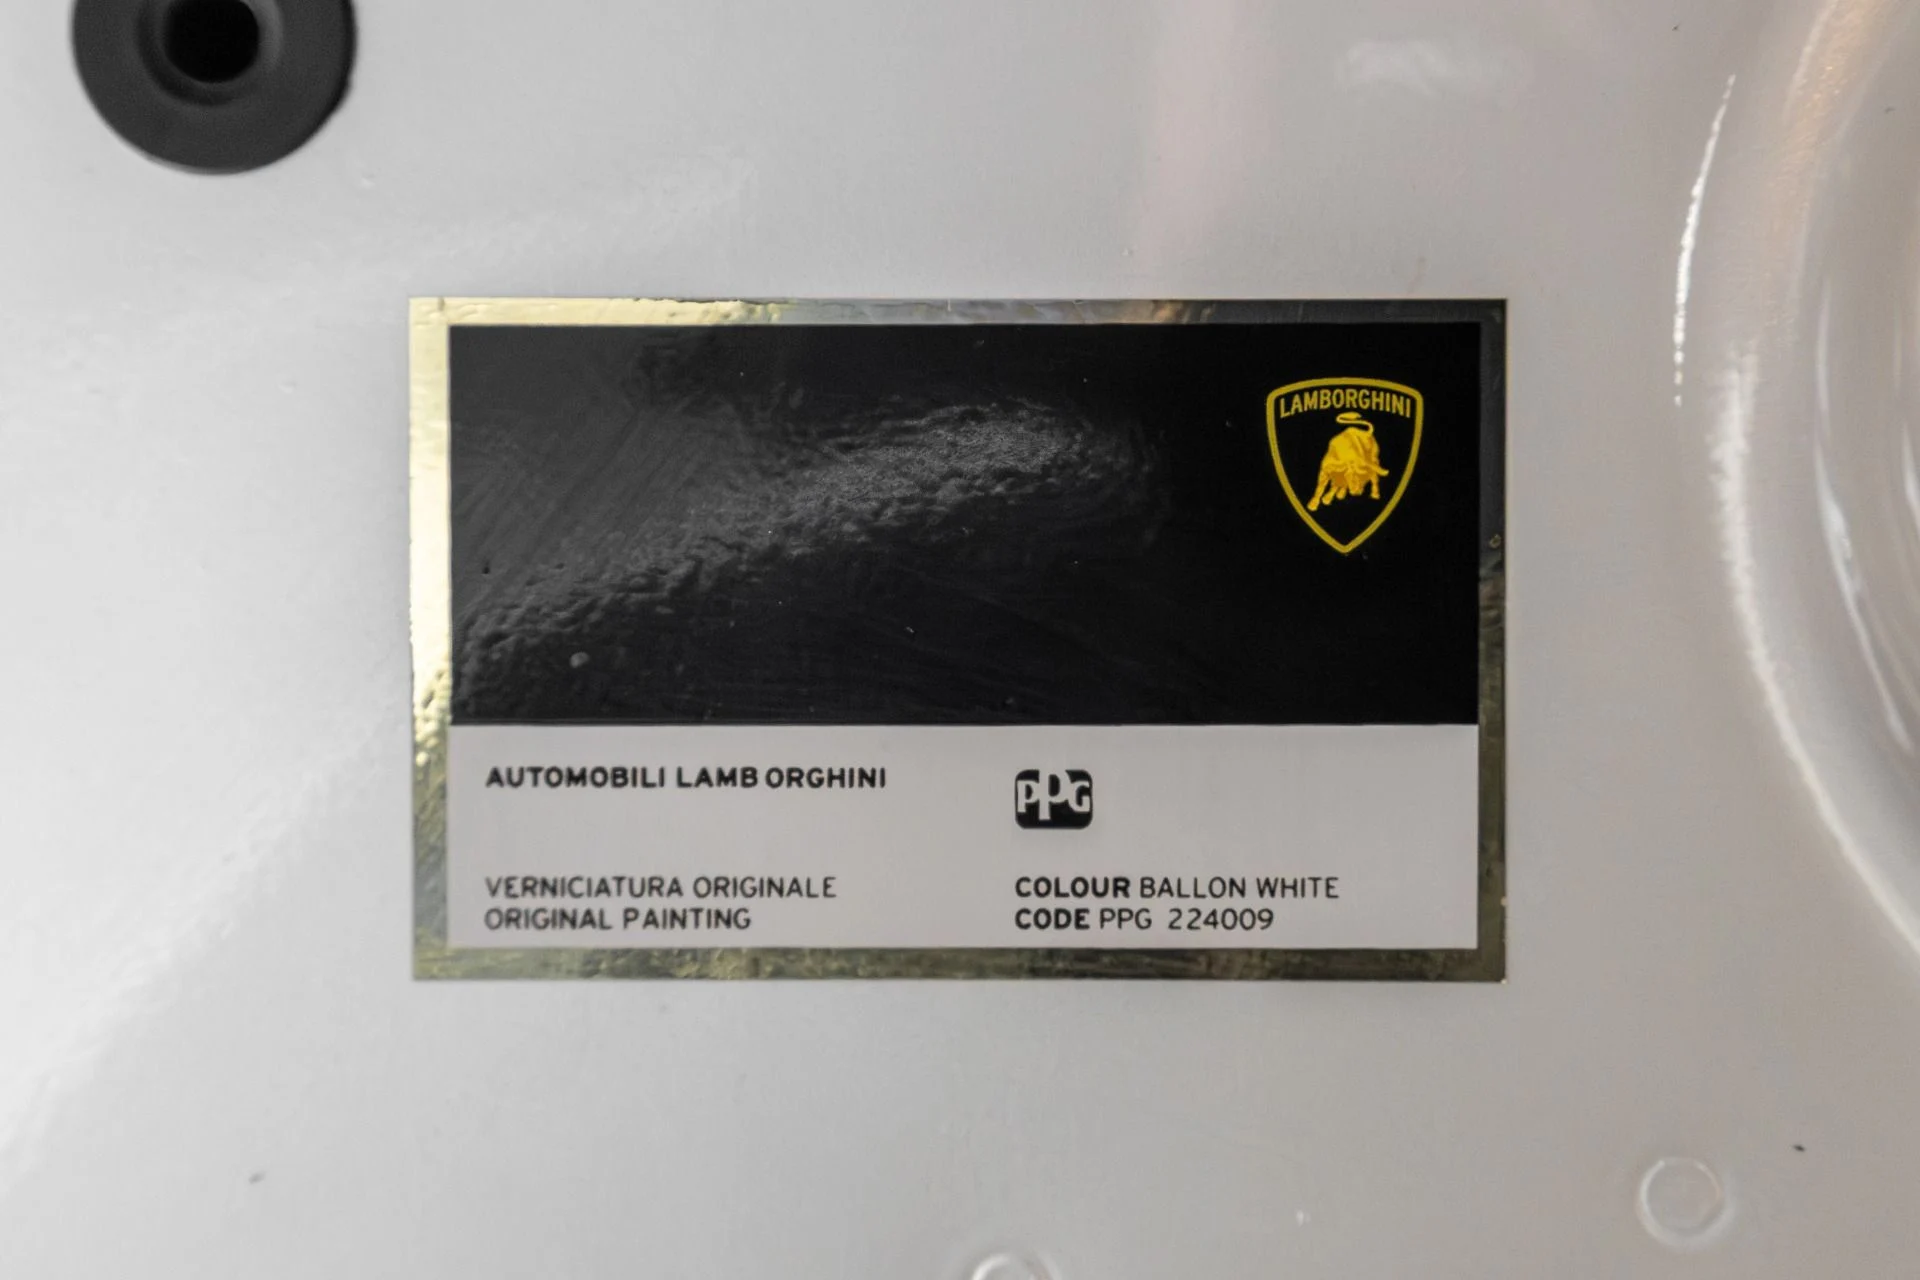 LAMBORGHINI
AUTOMOBILI LAMB ORGHINI
PPG
VERNICIATURA ORIGINALE
ORIGINAL PAINTING
COLOUR BALLON WHITE
CODE PPG 224009